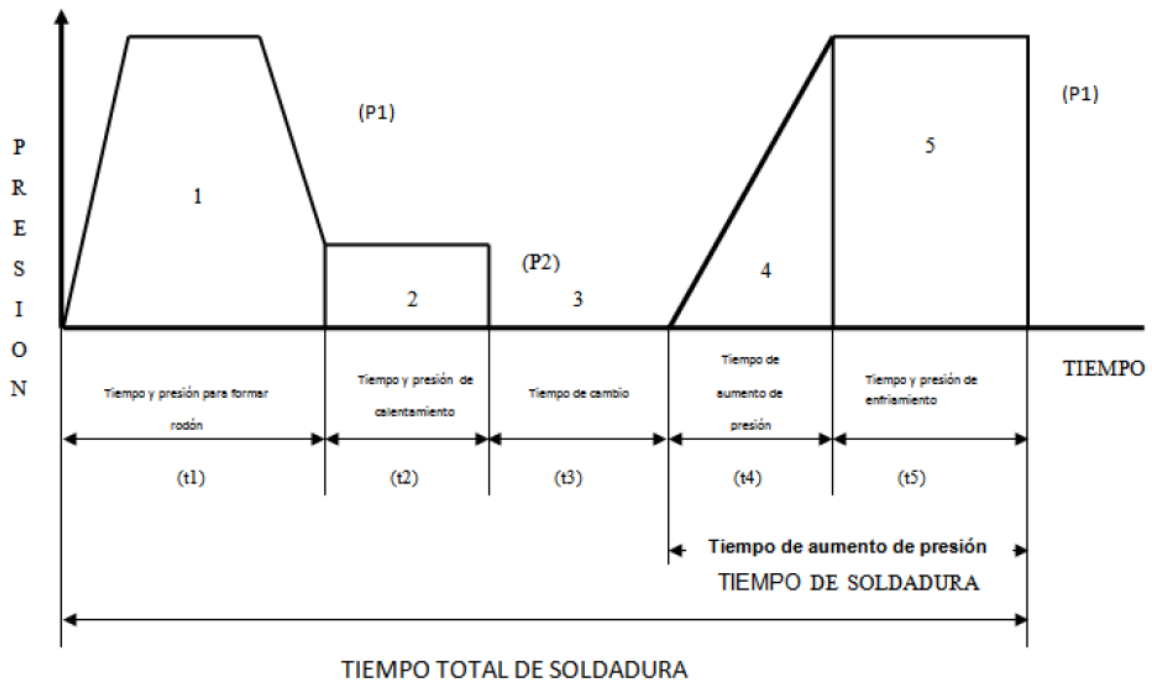 PRESION
(P1)
(P1)
1
5
(P2)
4
2
3
TIEMPO
Tiempo y presión para formar
rodón
Tiempo y presión de
calentamiento
Tiempo de cambio
Tiempo de
aumento de
presión
Tiempo y presión de
enfriamiento
(t1)
(t2)
(t3)
(t4)
(t5)
Tiempo de aumento de presión
TIEMPO DE SOLDADURA
TIEMPO TOTAL DE SOLDADURA